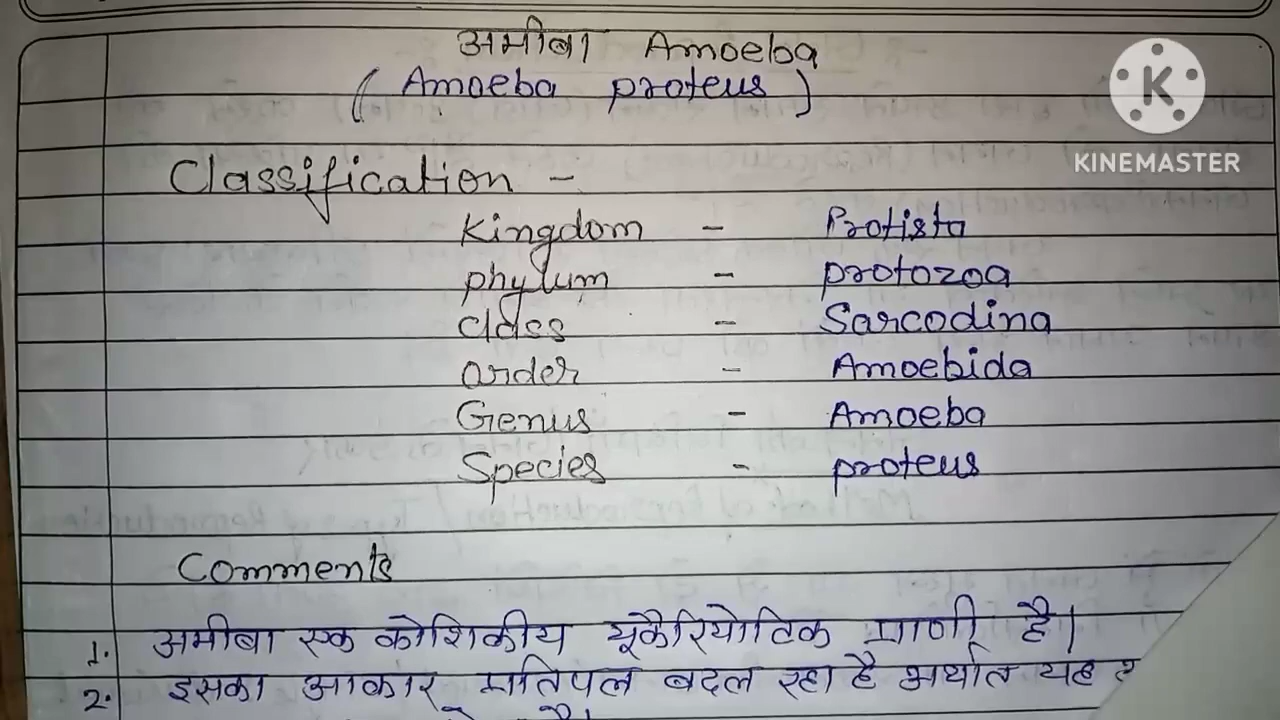 अमीबा Amoeba
( Amoeba proteus )
K
KINEMASTER
Classification -
Kingdom - Protista
phylum - protozoa
class - Sarcodina
order - Amoebida
Genus - Amoeba
Species - proteus
Comments
1. अमीबा एक कोशिकीय यूकैरियोटिक प्राणी है।
2. इसका आकार प्रतिपल बदल रहा है अर्थात यह
है।